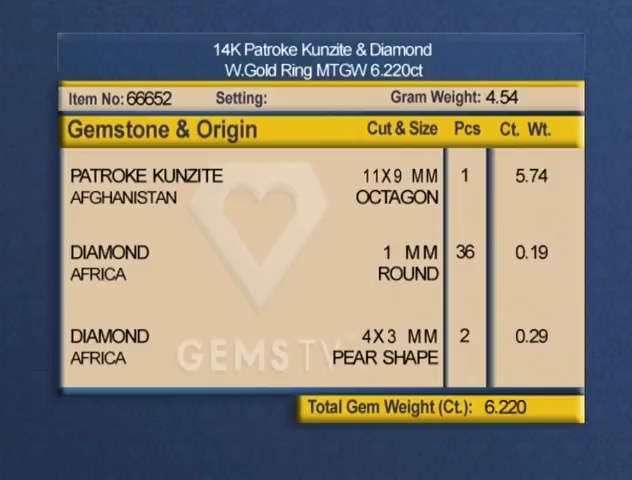 14K Patroke Kunzite & Diamond
W.Gold Ring MTGW 6.220ct
Item No: 66652 Setting: Gram Weight: 4.54
Gemstone & Origin Cut & Size Pcs Ct. Wt.
PATROKE KUNZITE 11X9 MM 1 5.74
AFGHANISTAN OCTAGON
DIAMOND 1 MM 36 0.19
AFRICA ROUND
DIAMOND 4X3 MM 2 0.29
AFRICA PEAR SHAPE
GEMS TV
Total Gem Weight (Ct.): 6.220